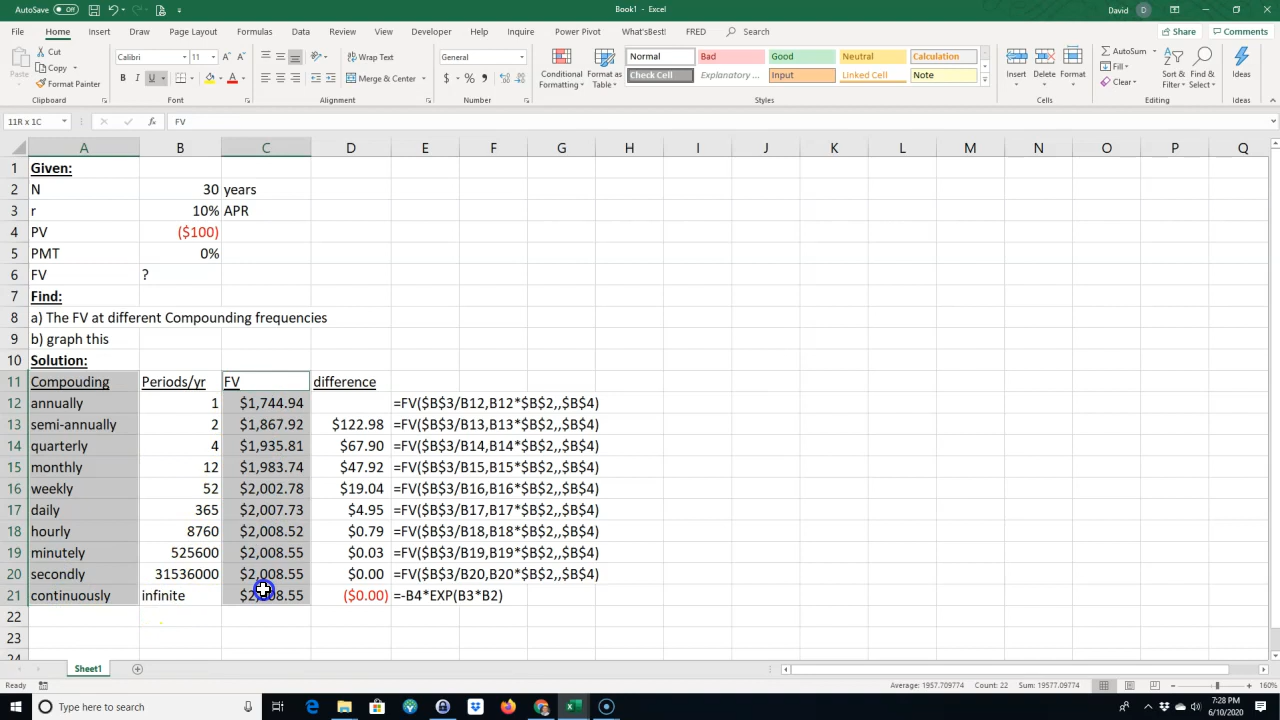 AutoSave Off Book1 - Excel David D
File Home Insert Draw Page Layout Formulas Data Review View Developer Help Inquire Power Pivot What'sBest! FRED Search Share Comments
Paste Cut Copy Format Painter
Calibri 11 Wrap Text General
B I U Merge & Center $ % 9
Conditional Formatting Format as Table
Normal Bad Good Neutral Calculation
Check Cell Explanatory ... Input Linked Cell Note
Insert Delete Format
AutoSum Fill Clear
Sort & Filter Find & Select Ideas
Clipboard Font Alignment Number Styles Cells Editing Ideas
11R x 1C fx FV
A B C D E F G H I J K L M N O P Q
1 Given:
2 N 30 years
3 r 10% APR
4 PV ($100)
5 PMT 0%
6 FV ?
7 Find:
8 a) The FV at different Compounding frequencies
9 b) graph this
10 Solution:
11 Compouding Periods/yr FV difference
12 annually 1 $1,744.94 =FV($B$3/B12,B12*$B$2,,$B$4)
13 semi-annually 2 $1,867.92 $122.98 =FV($B$3/B13,B13*$B$2,,$B$4)
14 quarterly 4 $1,935.81 $67.90 =FV($B$3/B14,B14*$B$2,,$B$4)
15 monthly 12 $1,983.74 $47.92 =FV($B$3/B15,B15*$B$2,,$B$4)
16 weekly 52 $2,002.78 $19.04 =FV($B$3/B16,B16*$B$2,,$B$4)
17 daily 365 $2,007.73 $4.95 =FV($B$3/B17,B17*$B$2,,$B$4)
18 hourly 8760 $2,008.52 $0.79 =FV($B$3/B18,B18*$B$2,,$B$4)
19 minutely 525600 $2,008.55 $0.03 =FV($B$3/B19,B19*$B$2,,$B$4)
20 secondly 31536000 $2,008.55 $0.00 =FV($B$3/B20,B20*$B$2,,$B$4)
21 continuously infinite ($0.00) =-B4*EXP(B3*B2)
22
23
24
Sheet1
Ready Average: 1957.709774 Count: 22 Sum: 19577.09774 160%
Type here to search 7:28 PM
6/10/2020